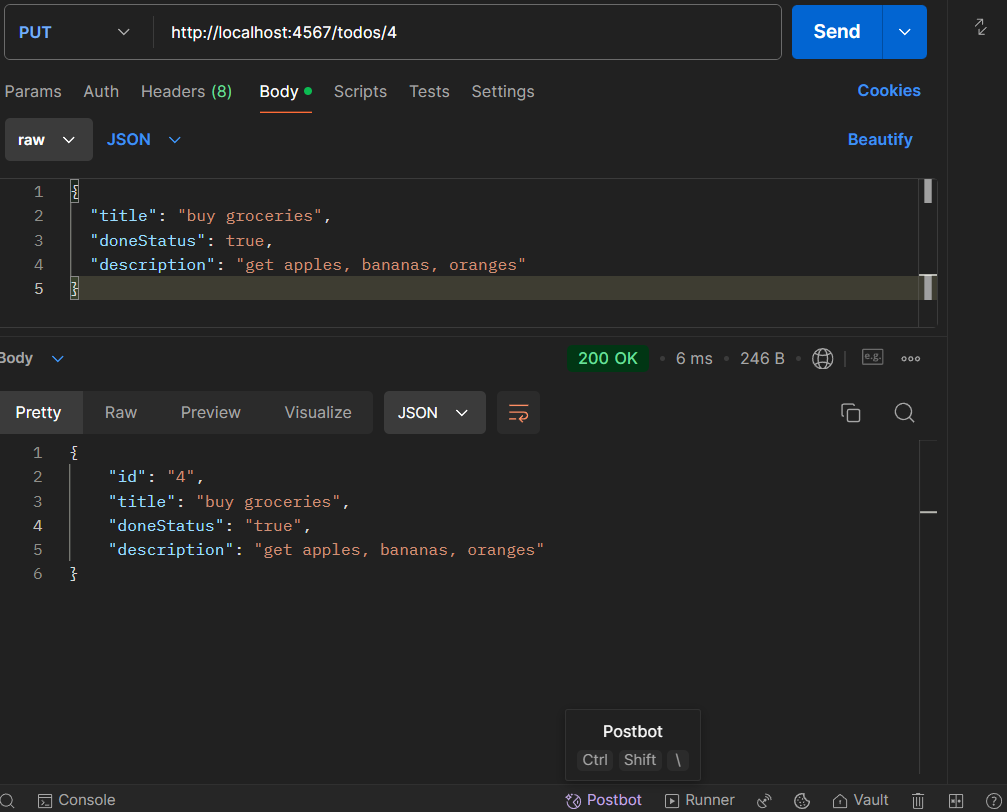 PUT http://localhost:4567/todos/4 Send
Params Auth Headers (8) Body Scripts Tests Settings Cookies
raw JSON Beautify
1 {
2 "title": "buy groceries",
3 "doneStatus": true,
4 "description": "get apples, bananas, oranges"
5 }
Body 200 OK 6 ms 246 B e.g.
Pretty Raw Preview Visualize JSON
1 {
2 "id": "4",
3 "title": "buy groceries",
4 "doneStatus": "true",
5 "description": "get apples, bananas, oranges"
6 }
Postbot
Ctrl Shift \
Console Postbot Runner Vault